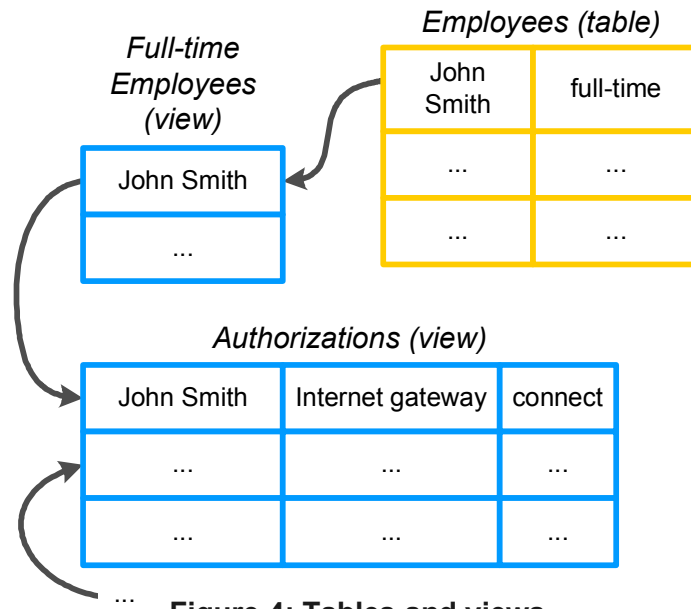 Full-time
Employees
(view)
John Smith
...
Employees (table)
John
Smith
full-time
... ...
... ...
Authorizations (view)
John Smith Internet gateway connect
... ... ...
... ... ...
...
Figure 4: Tables and views